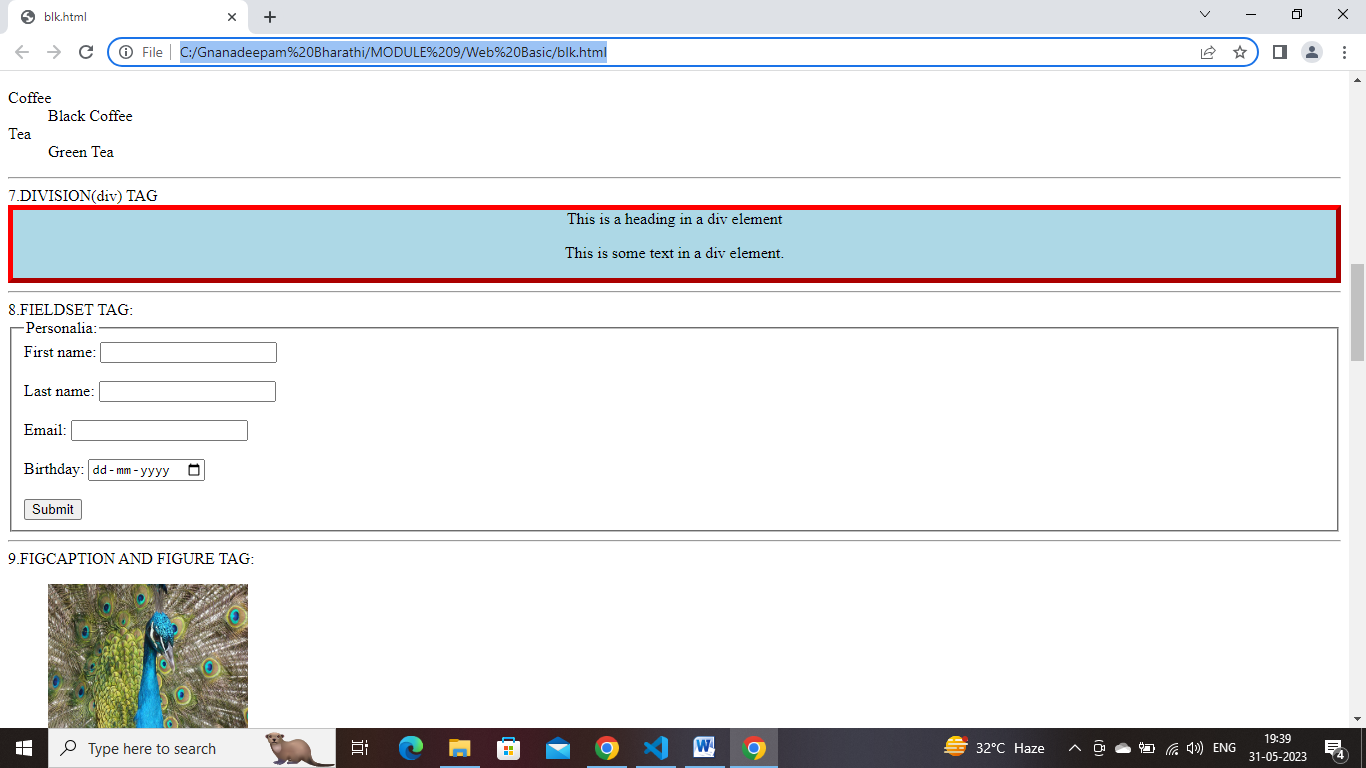 blk.html
File
C:/Gnanadeepam%20Bharathi/MODULE%209/Web%20Basic/blk.html
Coffee
Black Coffee
Tea
Green Tea
7.DIVISION(div) TAG
This is a heading in a div element
This is some text in a div element.
8.FIELDSET TAG:
Personalia:
First name:
Last name:
Email:
Birthday: dd-mm-yyyy
Submit
9.FIGCAPTION AND FIGURE TAG:
Type here to search
32°C Haze
ENG
19:39
31-05-2023
4